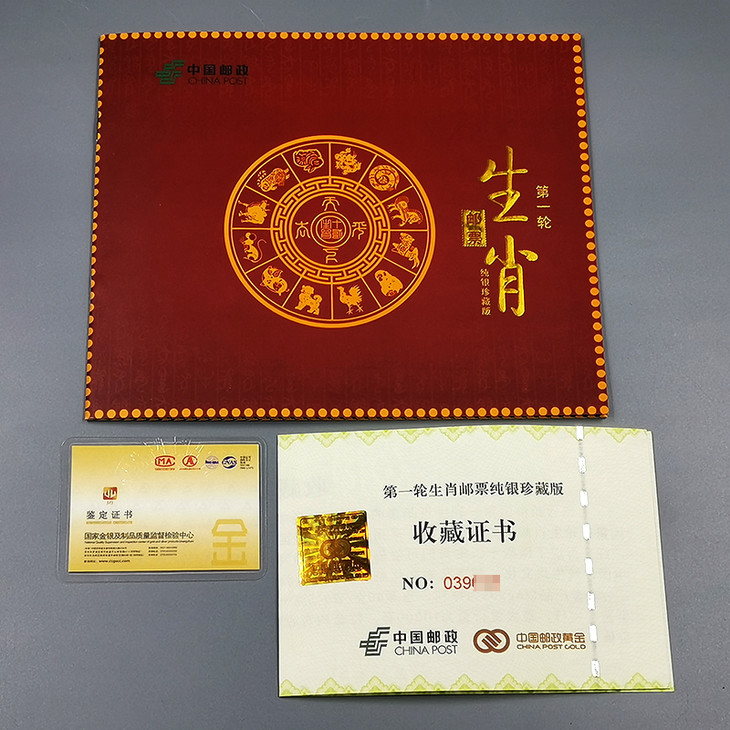 中国邮政
CHINA POST
第一轮
生肖
邮票
纯银珍藏版
MA
CNAS
鉴定证书
国家金银及制品质量监督检验中心
金
第一轮生肖邮票纯银珍藏版
收藏证书
NO: 039
中国邮政
CHINA POST
中国邮政黄金
CHINA POST GOLD